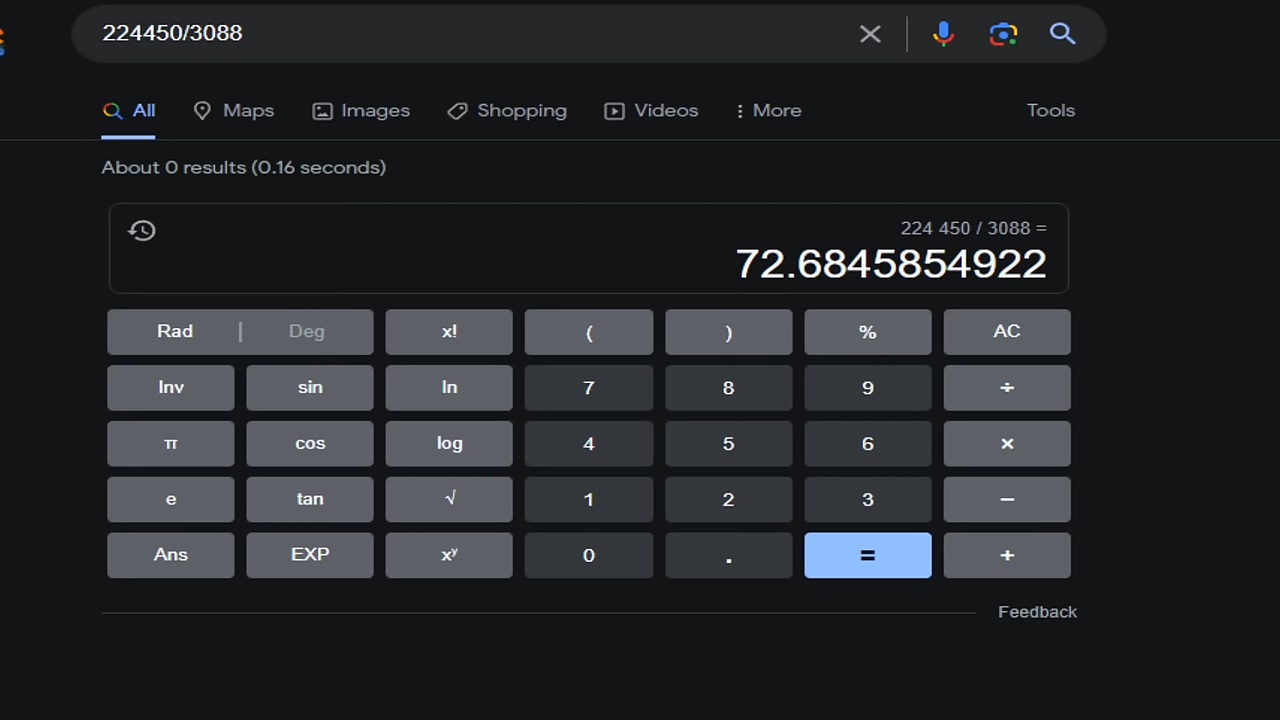 224450/3088
All Maps Images Shopping Videos More Tools
About 0 results (0.16 seconds)
224 450 / 3088 =
72.6845854922
Rad | Deg x! ( ) % AC
Inv sin ln 7 8 9 ÷
π cos log 4 5 6 ×
e tan √ 1 2 3 −
Ans EXP xʸ 0 . = +
Feedback